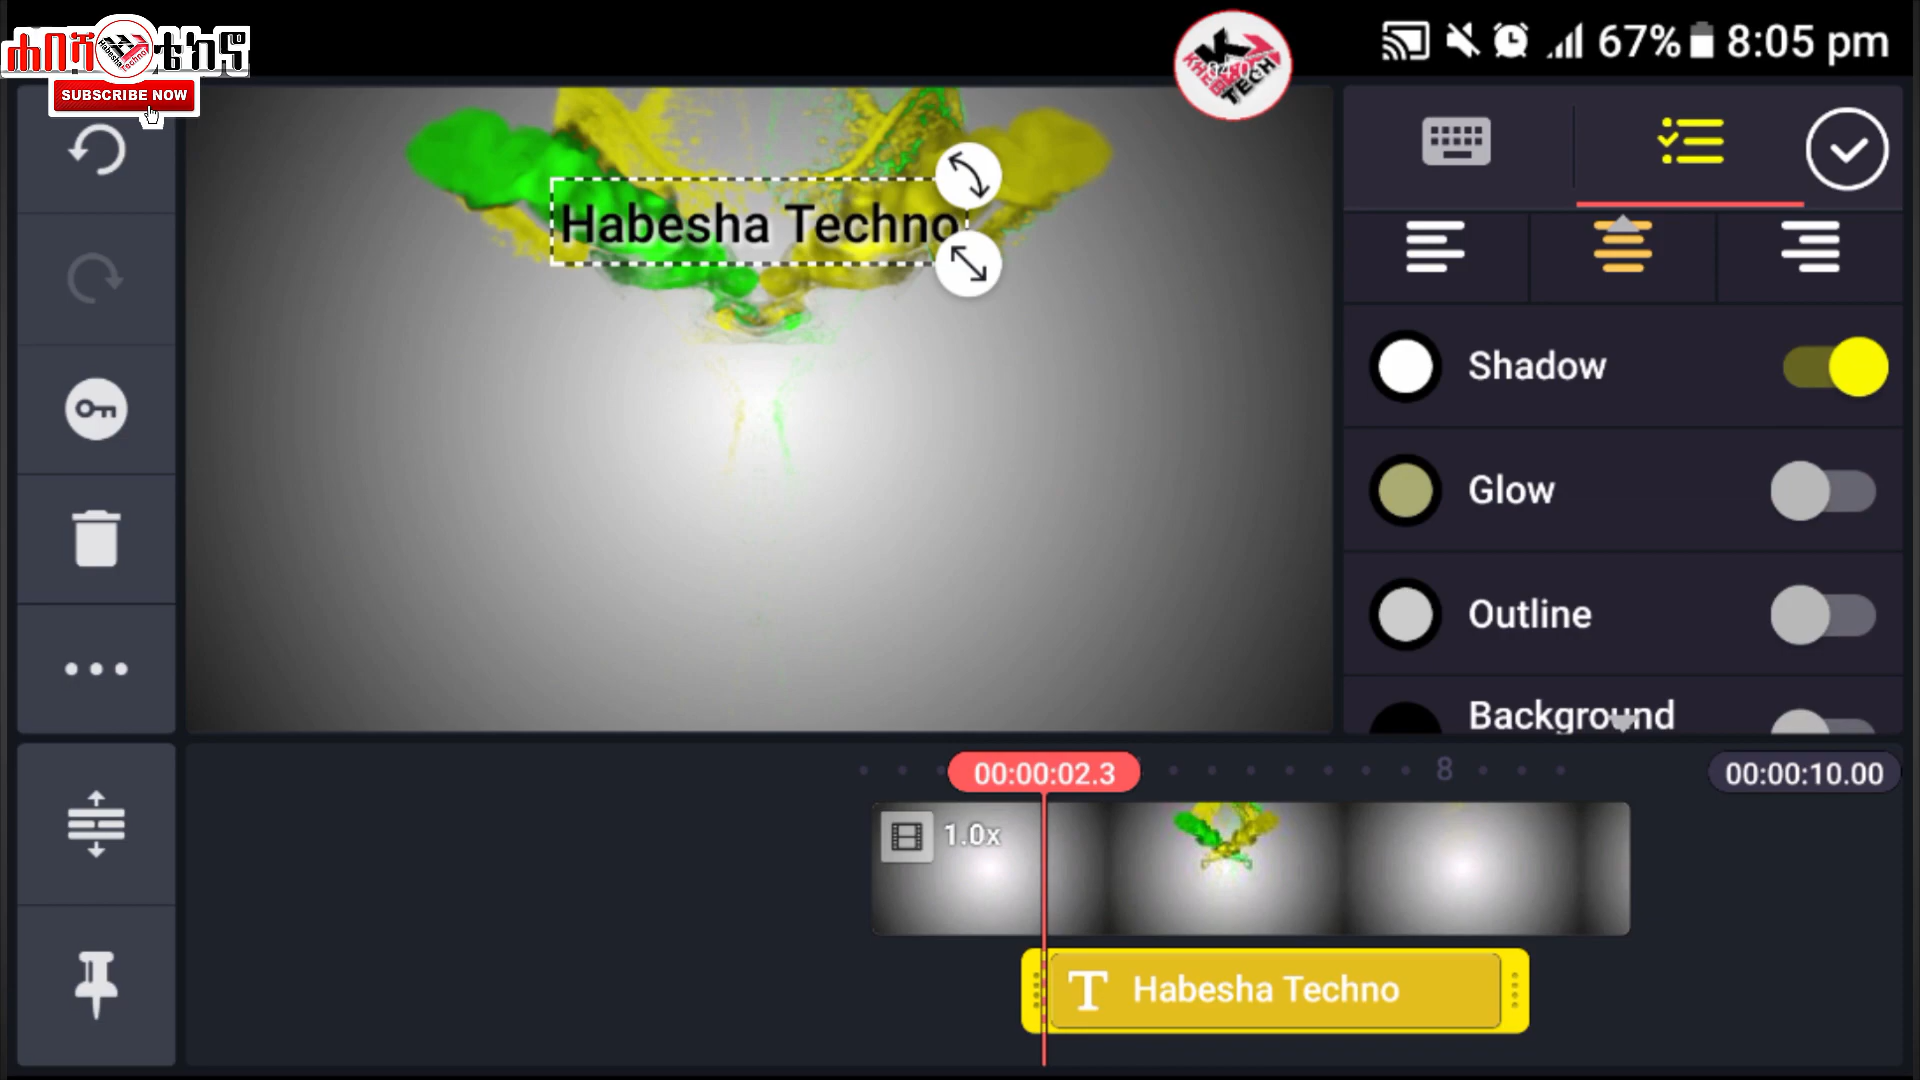 ሐበሻ ቴክኖ
SUBSCRIBE NOW
67% 8:05 pm
Habesha Techno
Shadow
Glow
Outline
Background
00:00:02.3
8
00:00:10.00
1.0x
T Habesha Techno